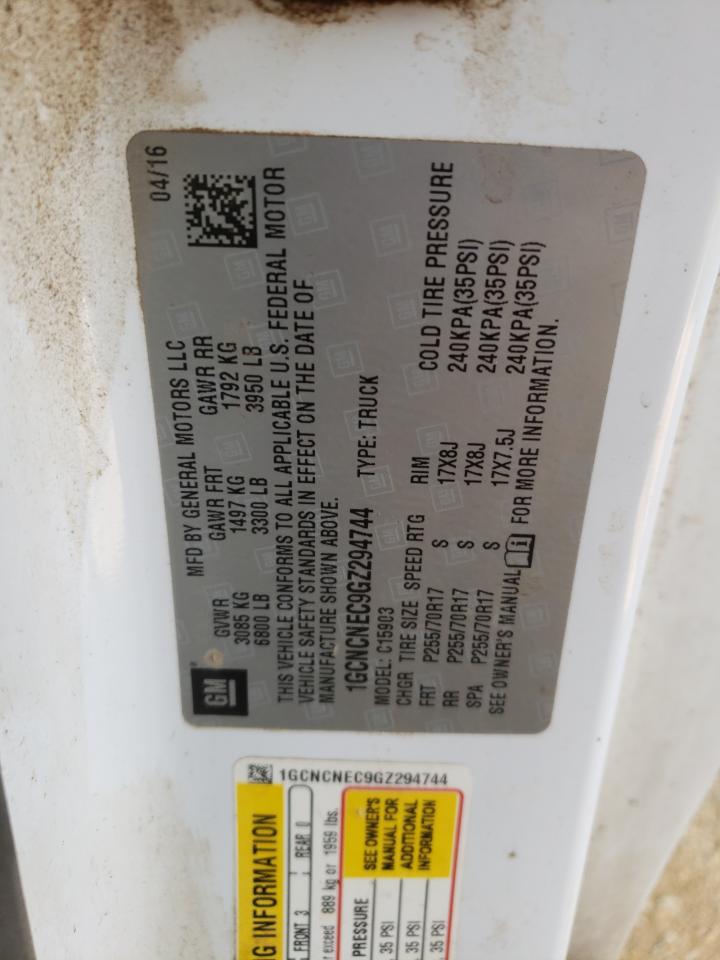 04/16
MFD BY GENERAL MOTORS LLC
GVWR GAWR FRT GAWR RR
3085 KG 1497 KG 1792 KG
6800 LB 3300 LB 3950 LB
GM
THIS VEHICLE CONFORMS TO ALL APPLICABLE U.S. FEDERAL MOTOR
VEHICLE SAFETY STANDARDS IN EFFECT ON THE DATE OF
MANUFACTURE SHOWN ABOVE.
1GCNCNEC9GZ294744 TYPE: TRUCK
MODEL: C15903
CHGR TIRE SIZE SPEED RTG RIM COLD TIRE PRESSURE
FRT P255/70R17 S 17X8J 240KPA(35PSI)
RR P255/70R17 S 17X8J 240KPA(35PSI)
SPA P255/70R17 S 17X7.5J 240KPA(35PSI)
SEE OWNER'S MANUAL FOR MORE INFORMATION.
1GCNCNEC9GZ294744
INFORMATION
FRONT 3 REAR 0
exceed 889 kg or 1959 lbs.
PRESSURE
35 PSI
35 PSI
35 PSI
SEE OWNER'S
MANUAL FOR
ADDITIONAL
INFORMATION